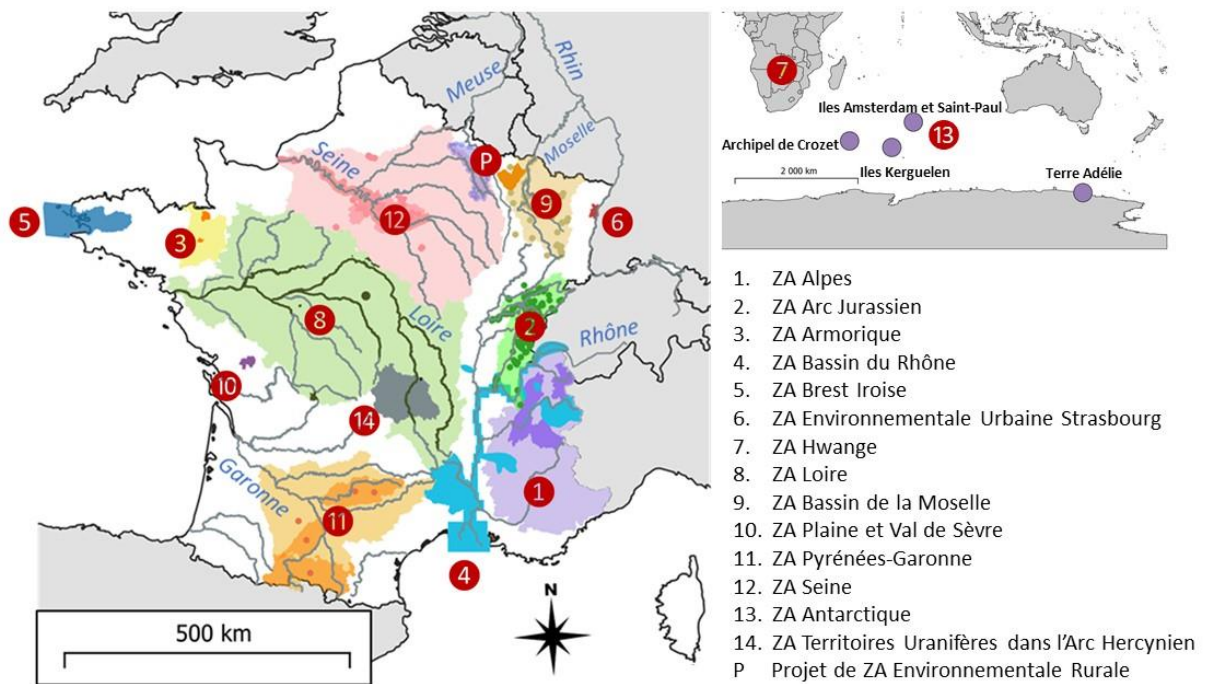 Rhin
Meuse
Moselle
Seine
P
9
12
6
5
3
8
Loire
2
Rhône
10
14
Garonne
11
1
4
N
500 km
7
Iles Amsterdam et Saint-Paul
13
Archipel de Crozet
Iles Kerguelen
Terre Adélie
2 000 km
1. ZA Alpes
2. ZA Arc Jurassien
3. ZA Armorique
4. ZA Bassin du Rhône
5. ZA Brest Iroise
6. ZA Environnementale Urbaine Strasbourg
7. ZA Hwange
8. ZA Loire
9. ZA Bassin de la Moselle
10. ZA Plaine et Val de Sèvre
11. ZA Pyrénées-Garonne
12. ZA Seine
13. ZA Antarctique
14. ZA Territoires Uranifères dans l’Arc Hercynien
P Projet de ZA Environnementale Rurale